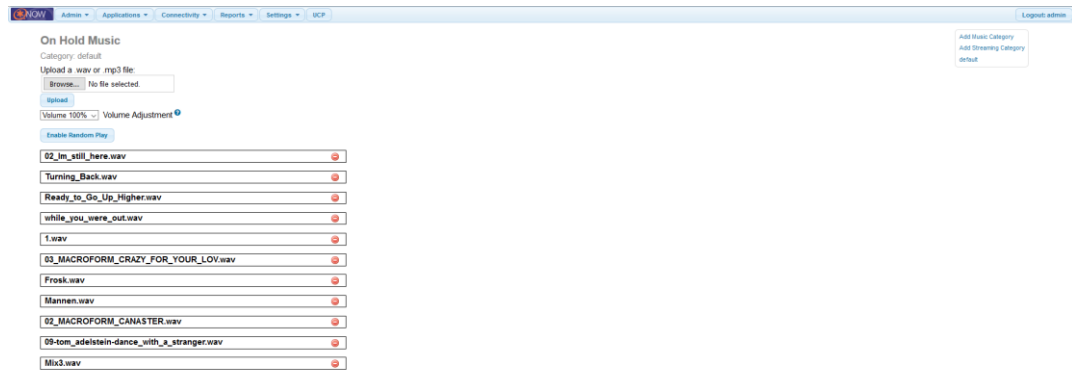 NQW Admin Applications Connectivity Reports Settings UCP Logout: admin
On Hold Music
Category: default
Upload a .wav or .mp3 file:
Browse... No file selected.
Upload
Volume 100% Volume Adjustment ?
Enable Random Play
02_Im_still_here.wav
Turning_Back.wav
Ready_to_Go_Up_Higher.wav
while_you_were_out.wav
1.wav
03_MACROFORM_CRAZY_FOR_YOUR_LOV.wav
Frosk.wav
Mannen.wav
02_MACROFORM_CANASTER.wav
09-tom_adelstein-dance_with_a_stranger.wav
Mix3.wav
Add Music Category
Add Streaming Category
default